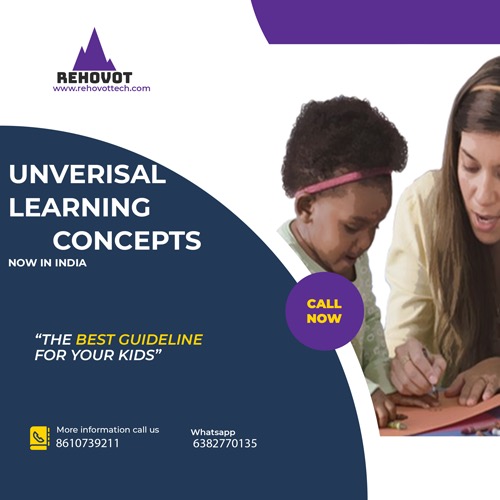 REHOVOT
www.rehovottech.com
UNVERISAL
LEARNING
CONCEPTS
NOW IN INDIA
CALL
NOW
“THE BEST GUIDELINE
FOR YOUR KIDS”
More information call us
8610739211
Whatsapp
6382770135